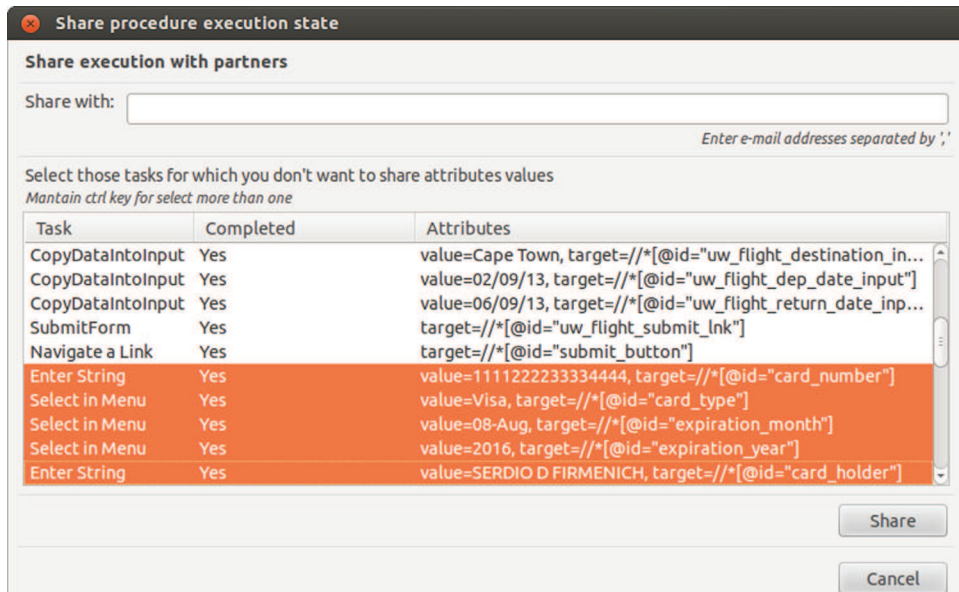 Share procedure execution state
Share execution with partners
Share with:
Enter e-mail addresses separated by ','
Select those tasks for which you don't want to share attributes values
Mantain ctrl key for select more than one
Task Completed Attributes
CopyDataIntoInput Yes value=Cape Town, target=//*[@id="uw_flight_destination_in...
CopyDataIntoInput Yes value=02/09/13, target=//*[@id="uw_flight_dep_date_input"]
CopyDataIntoInput Yes value=06/09/13, target=//*[@id="uw_flight_return_date_inp...
SubmitForm Yes target=//*[@id="uw_flight_submit_lnk"]
Navigate a Link Yes target=//*[@id="submit_button"]
Enter String Yes value=1111222233334444, target=//*[@id="card_number"]
Select in Menu Yes value=Visa, target=//*[@id="card_type"]
Select in Menu Yes value=08-Aug, target=//*[@id="expiration_month"]
Select in Menu Yes value=2016, target=//*[@id="expiration_year"]
Enter String Yes value=SERDIO D FIRMENICH, target=//*[@id="card_holder"]
Share
Cancel